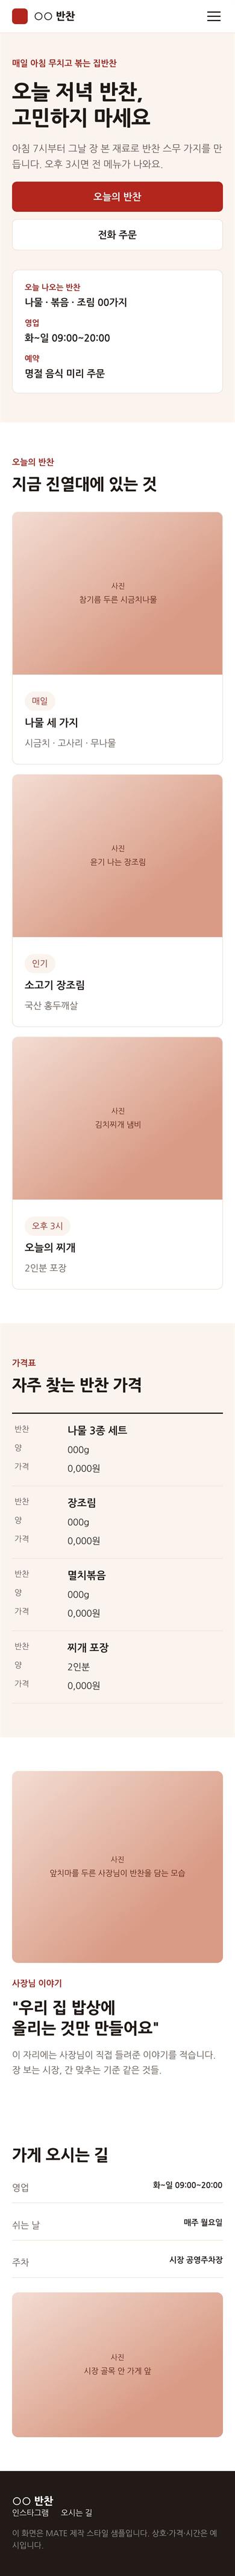 ○○ 반찬
매일 아침 무치고 볶는 집반찬
오늘 저녁 반찬,
고민하지 마세요
아침 7시부터 그날 장 본 재료로 반찬 스무 가지를 만
듭니다. 오후 3시면 전 메뉴가 나와요.
오늘의 반찬
전화 주문
오늘 나오는 반찬
나물 · 볶음 · 조림 00가지
영업
화~일 09:00~20:00
예약
명절 음식 미리 주문
오늘의 반찬
지금 진열대에 있는 것
사진
참기름 두른 시금치나물
매일
나물 세 가지
시금치 · 고사리 · 무나물
사진
윤기 나는 장조림
인기
소고기 장조림
국산 홍두깨살
사진
김치찌개 냄비
오후 3시
오늘의 찌개
2인분 포장
가격표
자주 찾는 반찬 가격
반찬 나물 3종 세트
양 000g
가격 0,000원
반찬 장조림
양 000g
가격 0,000원
반찬 멸치볶음
양 000g
가격 0,000원
반찬 찌개 포장
양 2인분
가격 0,000원
사진
앞치마를 두른 사장님이 반찬을 담는 모습
사장님 이야기
"우리 집 밥상에
올리는 것만 만들어요"
이 자리에는 사장님이 직접 들려준 이야기를 적습니다.
장 보는 시장, 간 맞추는 기준 같은 것들.
가게 오시는 길
영업 화~일 09:00~20:00
쉬는 날 매주 월요일
주차 시장 공영주차장
사진
시장 골목 안 가게 앞
○○ 반찬
인스타그램 오시는 길
이 화면은 MATE 제작 스타일 샘플입니다. 상호·가격·시간은 예
시입니다.